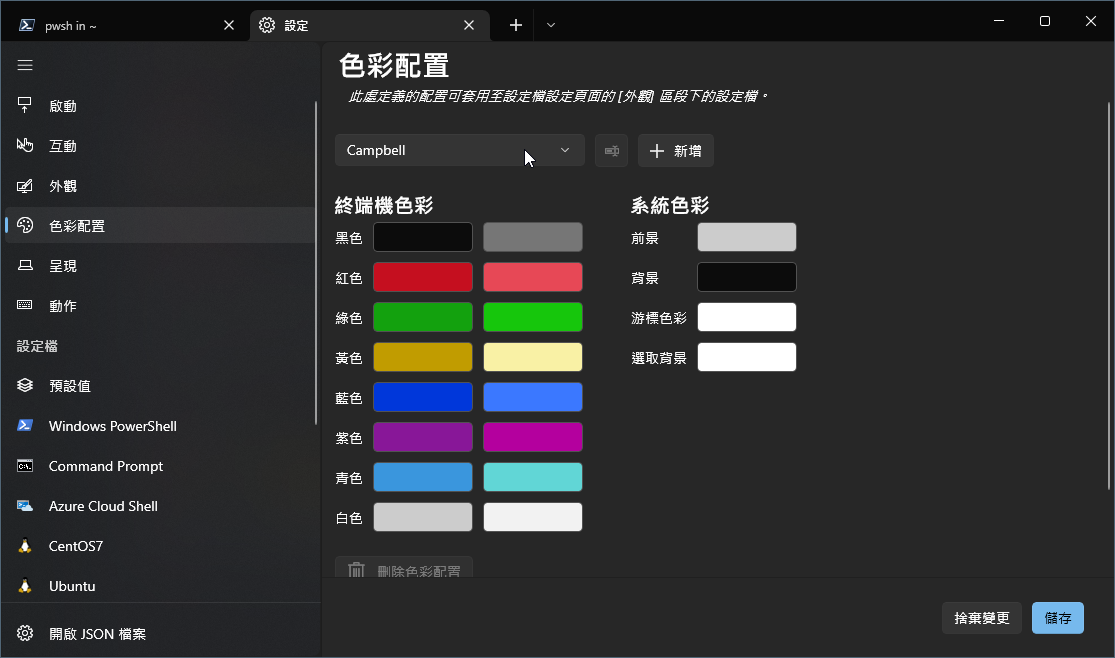 pwsh in ~
設定
啟動
互動
外觀
色彩配置
呈現
動作
設定檔
預設值
Windows PowerShell
Command Prompt
Azure Cloud Shell
CentOS7
Ubuntu
開啟 JSON 檔案
色彩配置
此處定義的配置可套用至設定檔設定頁面的 [外觀] 區段下的設定檔。
Campbell
新增
終端機色彩
黑色
紅色
綠色
黃色
藍色
紫色
青色
白色
系統色彩
前景
背景
游標色彩
選取背景
刪除色彩配置
捨棄變更
儲存